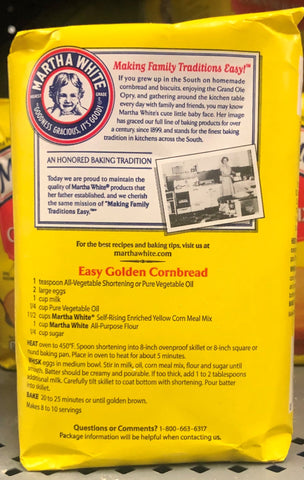 MARTHA WHITE
GRADE
"GOODNESS GRACIOUS, IT'S GOOD!"
Making Family Traditions Easy!™
If you grew up in the South on homemade
cornbread and biscuits, enjoying the Grand Ole
Opry, and gathering around the kitchen table
every day with family and friends, you may know
Martha White's cute little baby face. Her image
has graced our full line of baking products for over
a century, since 1899, and stands for the finest baking
tradition in kitchens across the South.
AN HONORED BAKING TRADITION
Today we are proud to maintain the
quality of Martha White® products that
her father established, and we cherish
the same mission of "Making Family
Traditions Easy."™
For the best recipes and baking tips, visit us at
marthawhite.com
Easy Golden Cornbread
1 teaspoon All-Vegetable Shortening or Pure Vegetable Oil
2 large eggs
1 cup milk
1/4 cup Pure Vegetable Oil
1 1/2 cups Martha White® Self-Rising Enriched Yellow Corn Meal Mix
1 cup Martha White All-Purpose Flour
1/4 cup sugar
HEAT oven to 450°F. Spoon shortening into 8-inch ovenproof skillet or 8-inch square or
round baking pan. Place in oven to heat for about 5 minutes.
WHISK eggs in medium bowl. Stir in milk, oil, corn meal mix, flour and sugar until
smooth. Batter should be creamy and pourable. If too thick, add 1 to 2 tablespoons
additional milk. Carefully tilt skillet to coat bottom with shortening. Pour batter
into skillet.
BAKE 20 to 25 minutes or until golden brown.
Makes 8 to 10 servings
Questions or Comments? 1-800-663-6317
Package information will be helpful when contacting us.